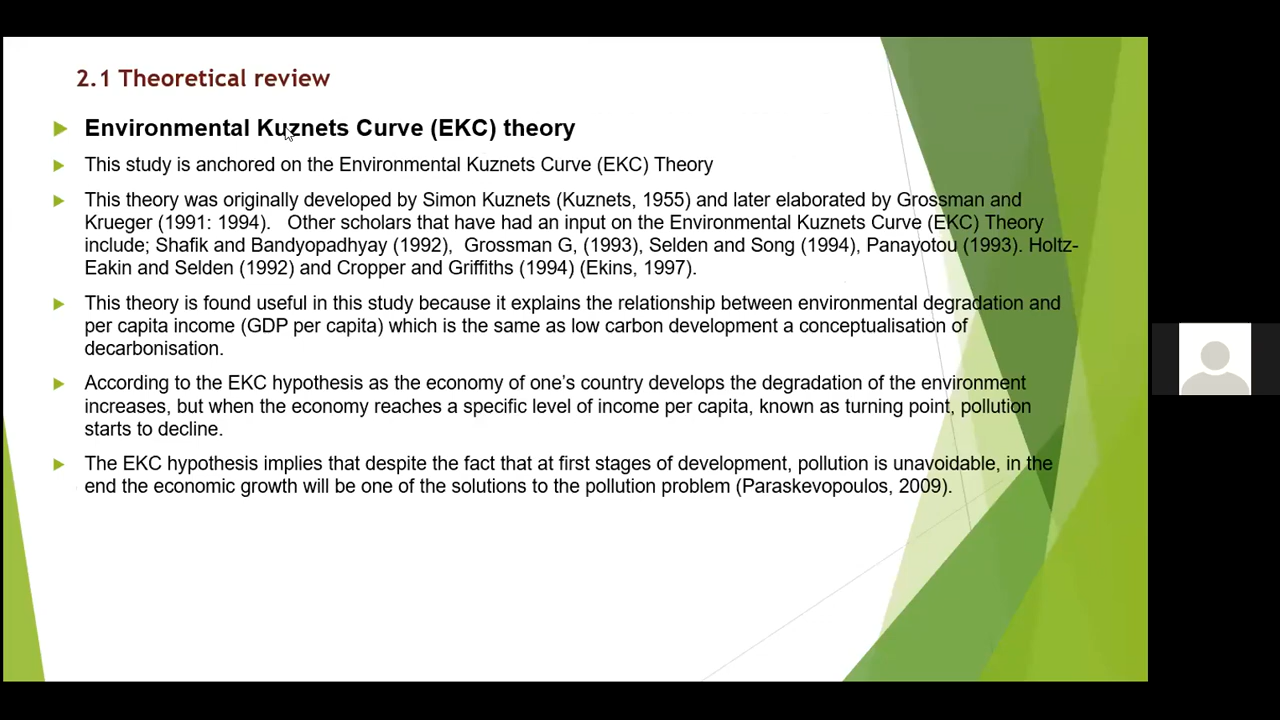 2.1 Theoretical review
Environmental Kuznets Curve (EKC) theory
This study is anchored on the Environmental Kuznets Curve (EKC) Theory
This theory was originally developed by Simon Kuznets (Kuznets, 1955) and later elaborated by Grossman and
Krueger (1991: 1994).   Other scholars that have had an input on the Environmental Kuznets Curve (EKC) Theory
include; Shafik and Bandyopadhyay (1992),  Grossman G, (1993), Selden and Song (1994), Panayotou (1993). Holtz-
Eakin and Selden (1992) and Cropper and Griffiths (1994) (Ekins, 1997).
This theory is found useful in this study because it explains the relationship between environmental degradation and
per capita income (GDP per capita) which is the same as low carbon development a conceptualisation of
decarbonisation.
According to the EKC hypothesis as the economy of one’s country develops the degradation of the environment
increases, but when the economy reaches a specific level of income per capita, known as turning point, pollution
starts to decline.
The EKC hypothesis implies that despite the fact that at first stages of development, pollution is unavoidable, in the
end the economic growth will be one of the solutions to the pollution problem (Paraskevopoulos, 2009).